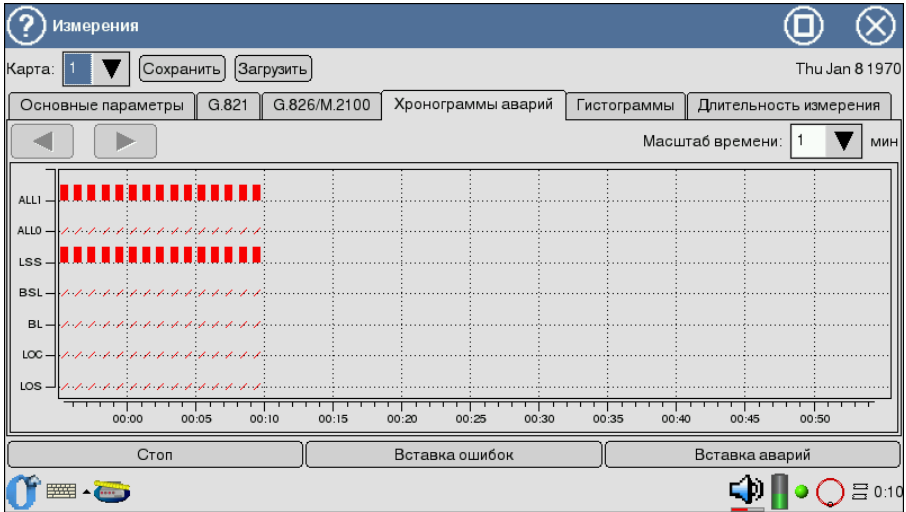 Измерения
Карта: 1 Сохранить Загрузить Thu Jan 8 1970
Основные параметры G.821 G.826/M.2100 Хронограммы аварий Гистограммы Длительность измерения
Масштаб времени: 1 мин
ALL1
ALL0
LSS
BSL
BL
LOC
LOS
00:00 00:05 00:10 00:15 00:20 00:25 00:30 00:35 00:40 00:45 00:50
Стоп Вставка ошибок Вставка аварий
0:10